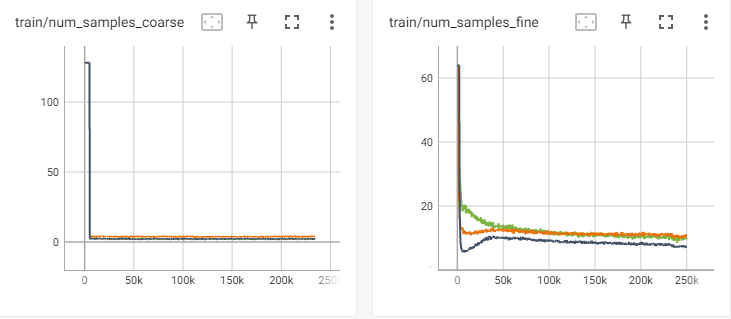 train/num_samples_coarse
100
50
0
0
50k
100k
150k
200k
250
train/num_samples_fine
60
40
20
0
50k
100k
150k
200k
250k